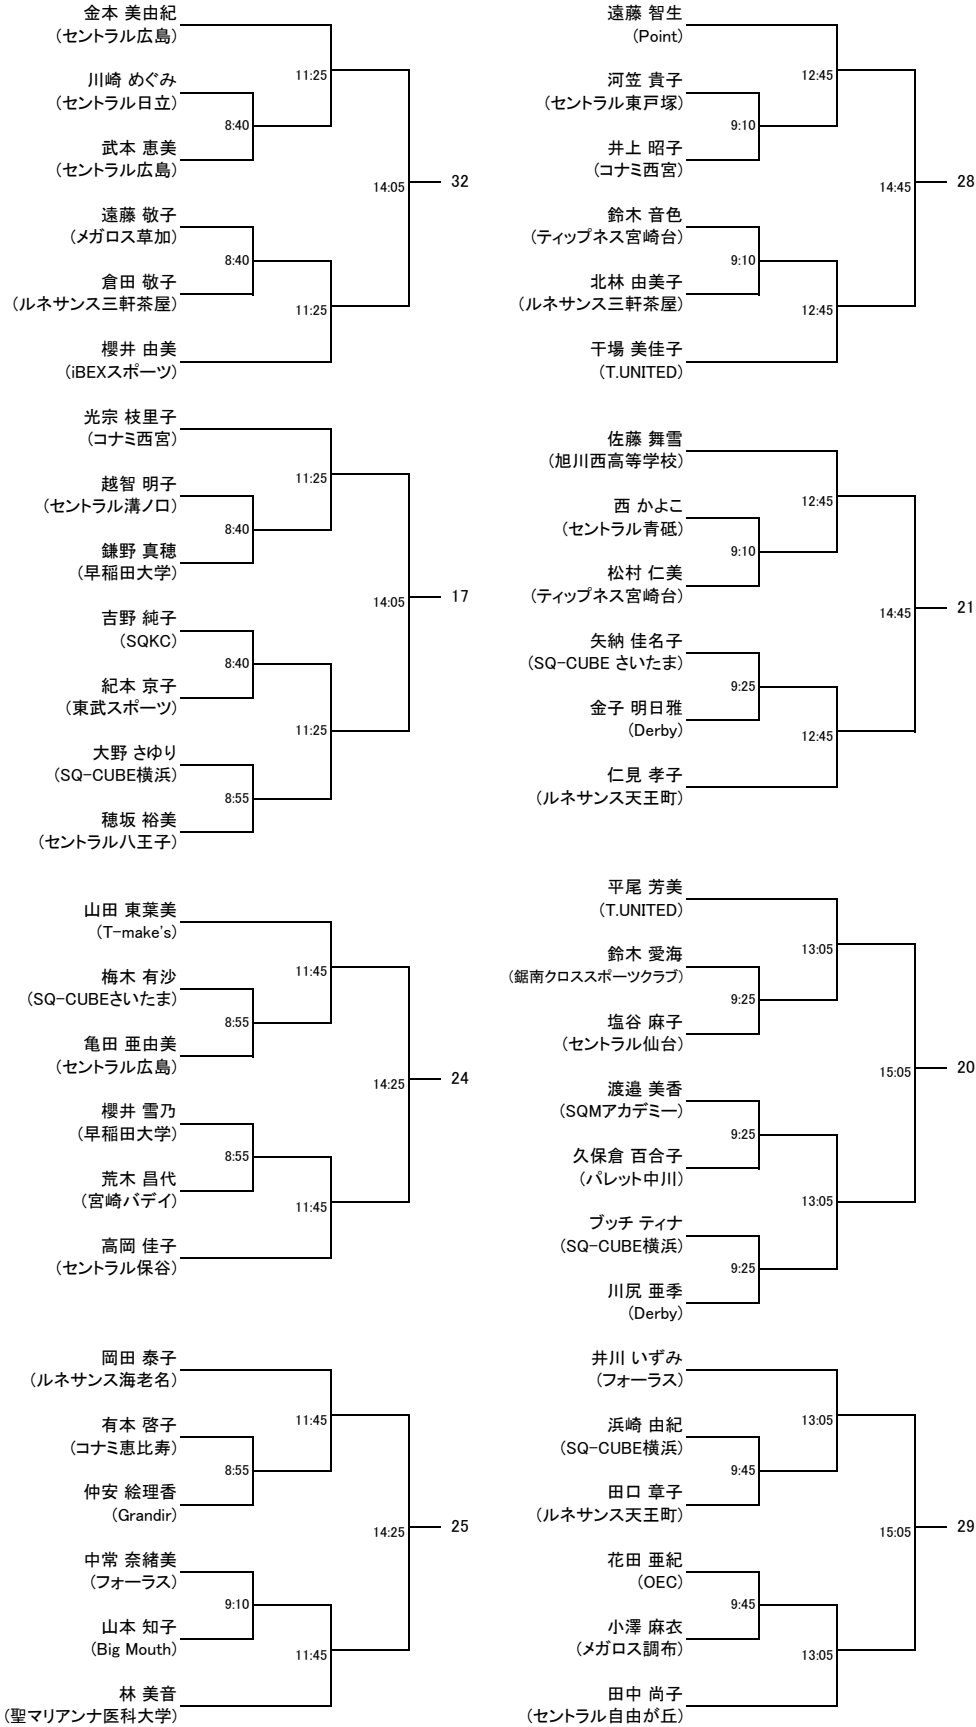 金本 美由紀
(セントラル広島)
11:25
川崎 めぐみ
(セントラル日立)
8:40
武本 恵美
(セントラル広島)
14:05
32
遠藤 敬子
(メガロス草加)
8:40
倉田 敬子
(ルネサンス三軒茶屋)
11:25
櫻井 由美
(iBEXスポーツ)
光宗 枝里子
(コナミ西宮)
11:25
越智 明子
(セントラル溝ノ口)
8:40
鎌野 真穂
(早稲田大学)
14:05
17
吉野 純子
(SQKC)
8:40
紀本 京子
(東武スポーツ)
11:25
大野 さゆり
(SQ-CUBE横浜)
8:55
穂坂 裕美
(セントラル八王子)
山田 東葉美
(T-make's)
11:45
梅木 有沙
(SQ-CUBEさいたま)
8:55
亀田 亜由美
(セントラル広島)
14:25
24
櫻井 雪乃
(早稲田大学)
8:55
荒木 昌代
(宮崎バデイ)
11:45
高岡 佳子
(セントラル保谷)
岡田 泰子
(ルネサンス海老名)
11:45
有本 啓子
(コナミ恵比寿)
8:55
仲安 絵理香
(Grandir)
14:25
25
中常 奈緒美
(フォーラス)
9:10
山本 知子
(Big Mouth)
11:45
林 美音
(聖マリアンナ医科大学)
遠藤 智生
(Point)
12:45
河笠 貴子
(セントラル東戸塚)
9:10
井上 昭子
(コナミ西宮)
14:45
28
鈴木 音色
(ティップネス宮崎台)
9:10
北林 由美子
(ルネサンス三軒茶屋)
12:45
干場 美佳子
(T.UNITED)
佐藤 舞雪
(旭川西高等学校)
12:45
西 かよこ
(セントラル青砥)
9:10
松村 仁美
(ティップネス宮崎台)
14:45
21
矢納 佳名子
(SQ-CUBE さいたま)
9:25
金子 明日雅
(Derby)
12:45
仁見 孝子
(ルネサンス天王町)
平尾 芳美
(T.UNITED)
13:05
鈴木 愛海
(鋸南クロススポーツクラブ)
9:25
塩谷 麻子
(セントラル仙台)
15:05
20
渡邉 美香
(SQMアカデミー)
9:25
久保倉 百合子
(パレット中川)
13:05
ブッチ ティナ
(SQ-CUBE横浜)
9:25
川尻 亜季
(Derby)
井川 いずみ
(フォーラス)
13:05
浜崎 由紀
(SQ-CUBE横浜)
9:45
田口 章子
(ルネサンス天王町)
15:05
29
花田 亜紀
(OEC)
9:45
小澤 麻衣
(メガロス調布)
13:05
田中 尚子
(セントラル自由が丘)